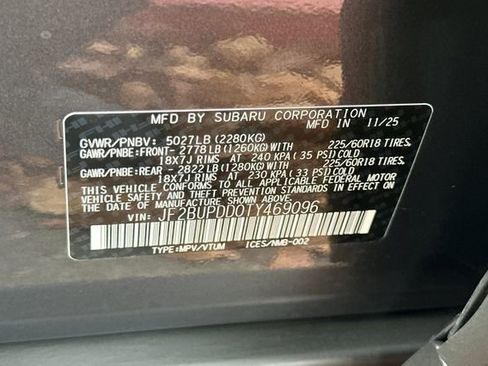 MFD BY SUBARU CORPORATION 11/25
GVWR/PNBV: 5027LB (2280KG)
GAWR/PNBE:FRONT- 2778 LB (1260KG) WITH 225/60R18 TIRES,
18X7J RIMS AT 240 KPA (35 PSI) COLD
GAWR/PNBE:REAR - 2822 LB (1280KG) WITH 225/60R18 TIRES,
18X7J RIMS AT 230 KPA (33 PSI) COLD
THIS VEHICLE CONFORMS TO ALL APPLICABLE FEDERAL MOTOR
VEHICLE SAFETY AND THEFT PREVENTION STANDARDS IN EFFECT
ON THE DATE OF MANUFACTURE SHOWN ABOVE.
VIN: JF2BUPDD01Y469096
TYPE:MPV/VTUM ICES/NMB-002